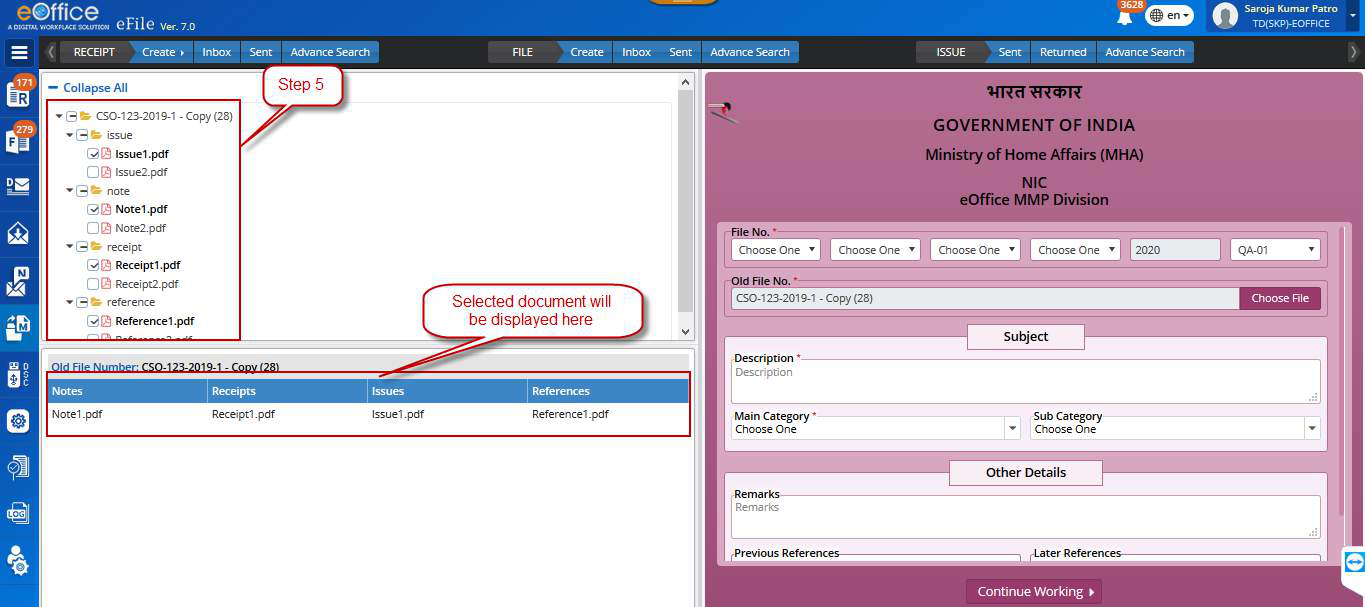 eOffice
A DIGITAL WORKPLACE SOLUTION
eFile Ver. 7.0
3628
en
Saroja Kumar Patro
TD(SKP)-EOFFICE
RECEIPT Create Inbox Sent Advance Search
FILE Create Inbox Sent Advance Search
ISSUE Sent Returned Advance Search
171
R
279
F
D
N
M
DSC
LOG
Collapse All
Step 5
CSO-123-2019-1 - Copy (28)
issue
Issue1.pdf
Issue2.pdf
note
Note1.pdf
Note2.pdf
receipt
Receipt1.pdf
Receipt2.pdf
reference
Reference1.pdf
Selected document will
be displayed here
Old File Number: CSO-123-2019-1 - Copy (28)
Notes Receipts Issues References
Note1.pdf Receipt1.pdf Issue1.pdf Reference1.pdf
भारत सरकार
GOVERNMENT OF INDIA
Ministry of Home Affairs (MHA)
NIC
eOffice MMP Division
File No. *
Choose One Choose One Choose One Choose One 2020 QA-01
Old File No. *
CSO-123-2019-1 - Copy (28) Choose File
Subject
Description *
Description
Main Category * Sub Category
Choose One Choose One
Other Details
Remarks
Remarks
Previous References Later References
Continue Working